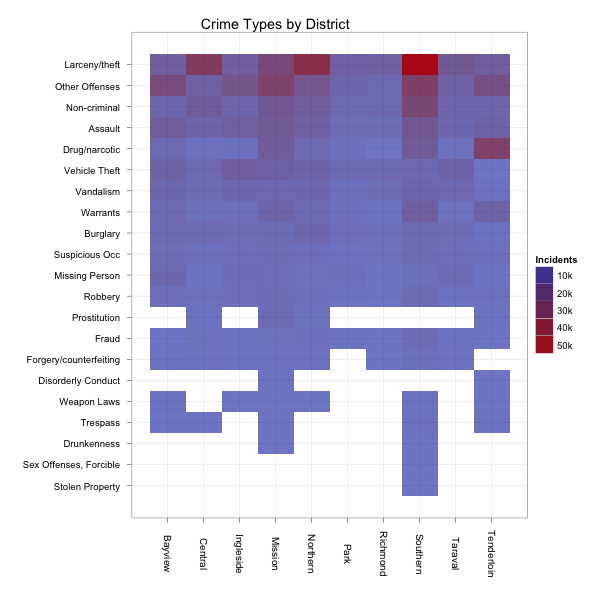 Crime Types by District
Larceny/theft
Other Offenses
Non-criminal
Assault
Drug/narcotic
Vehicle Theft
Vandalism
Warrants
Burglary
Suspicious Occ
Missing Person
Robbery
Prostitution
Fraud
Forgery/counterfeiting
Disorderly Conduct
Weapon Laws
Trespass
Drunkenness
Sex Offenses, Forcible
Stolen Property
Bayview
Central
Ingleside
Mission
Northern
Park
Richmond
Southern
Taraval
Tenderloin
Incidents
10k
20k
30k
40k
50k